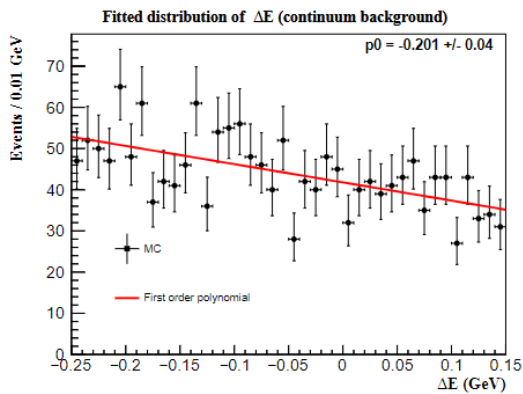 Fitted distribution of ΔE (continuum background)
p0 = -0.201 +/- 0.04
Events / 0.01 GeV
70
60
50
40
30
20
10
0
MC
First order polynomial
−0.25 −0.2 −0.15 −0.1 −0.05 0 0.05 0.1 0.15
ΔE (GeV)